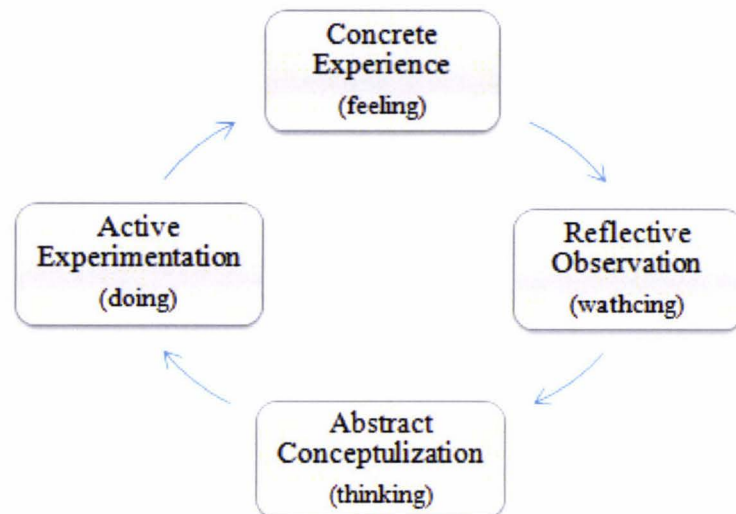 Concrete
Experience
(feeling)
Active
Experimentation
(doing)
Reflective
Observation
(wathcing)
Abstract
Conceptulization
(thinking)